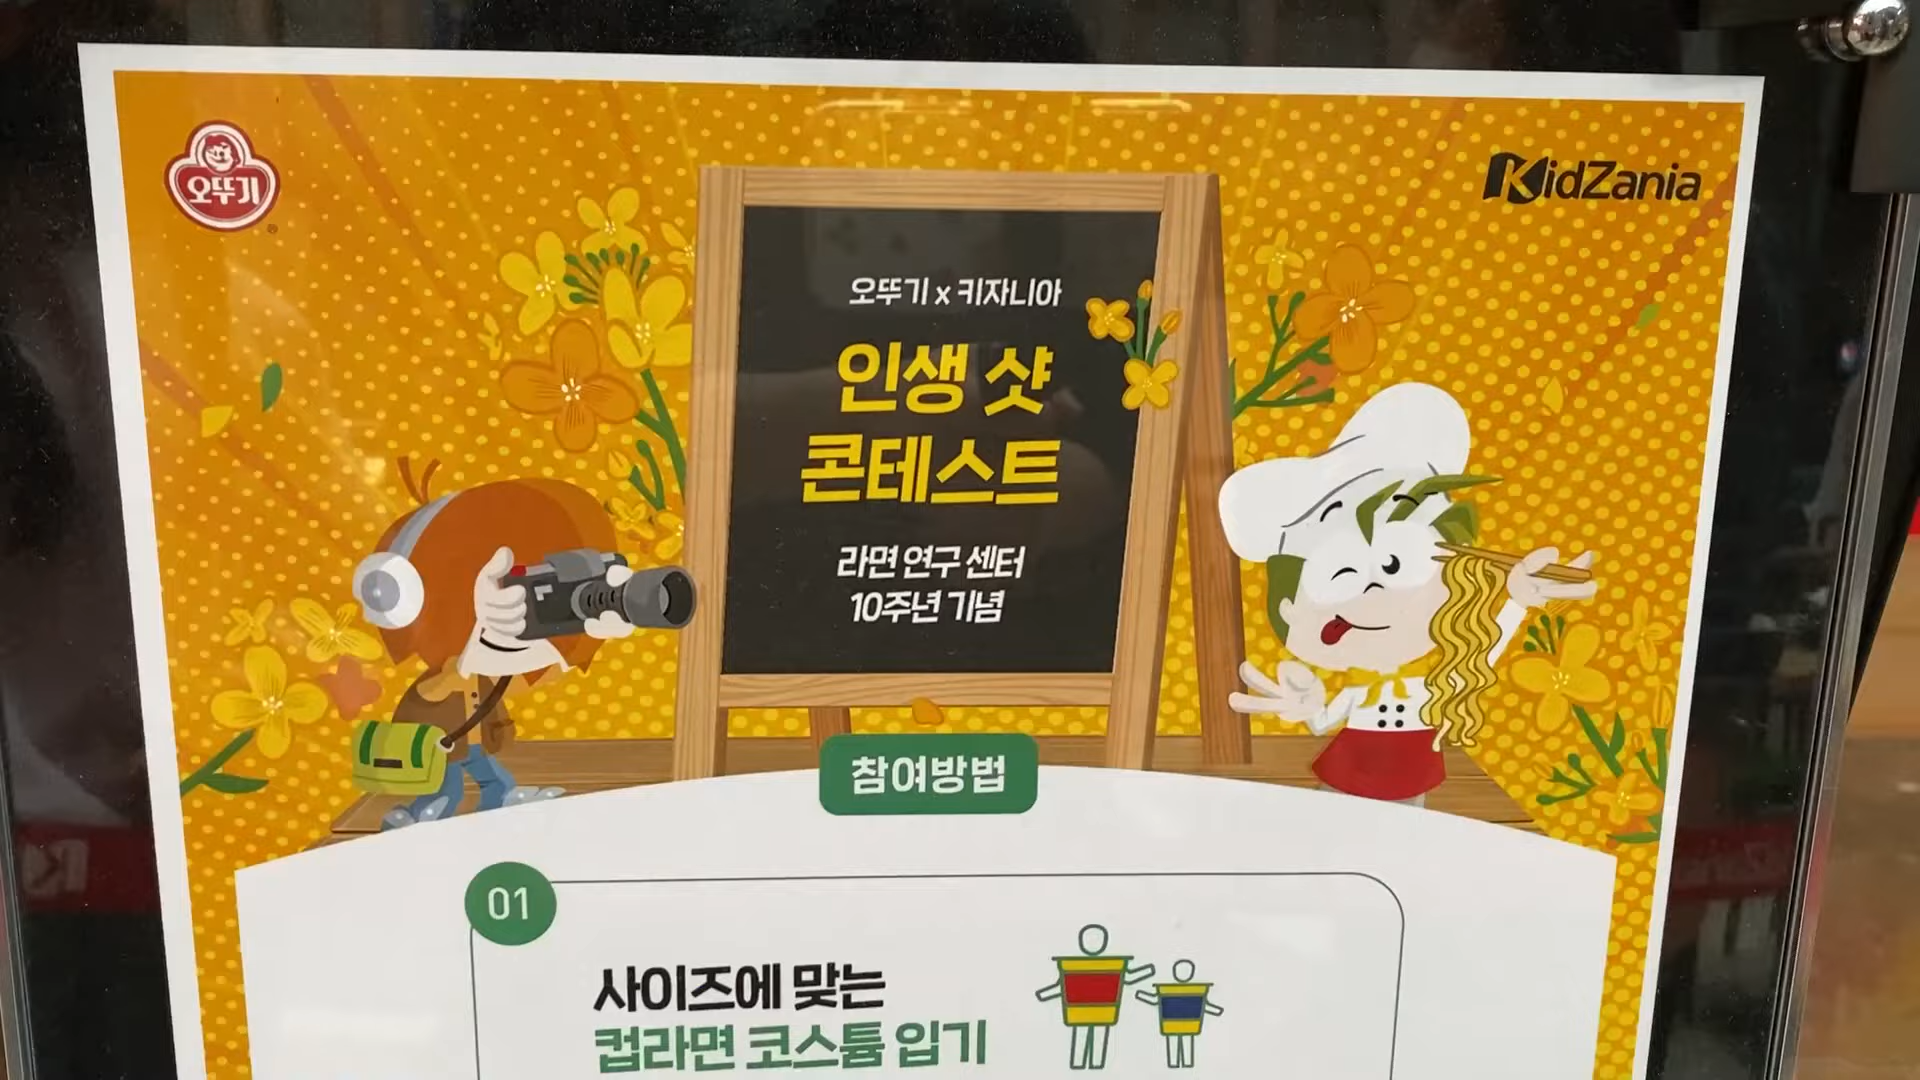 오뚜기
KidZania
오뚜기 x 키자니아
인생 샷
콘테스트
라면 연구 센터
10주년 기념
참여방법
01
사이즈에 맞는
컵라면 코스튬 입기